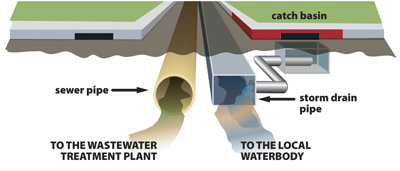 catch basin
sewer pipe
storm drain
pipe
TO THE WASTEWATER
TREATMENT PLANT
TO THE LOCAL
WATERBODY